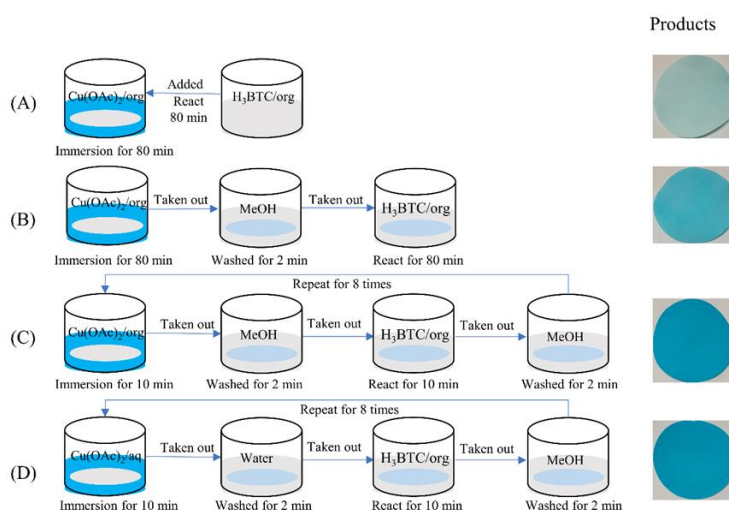 Products
(A)
Cu(OAc)₂/org
Added
React
80 min
H₃BTC/org
Immersion for 80 min
(B)
Cu(OAc)₂/org
Taken out
MeOH
Taken out
H₃BTC/org
Immersion for 80 min
Washed for 2 min
React for 80 min
Repeat for 8 times
(C)
Cu(OAc)₂/org
Taken out
MeOH
Taken out
H₃BTC/org
Taken out
MeOH
Immersion for 10 min
Washed for 2 min
React for 10 min
Washed for 2 min
Repeat for 8 times
(D)
Cu(OAc)₂/aq
Taken out
Water
Taken out
H₃BTC/org
Taken out
MeOH
Immersion for 10 min
Washed for 2 min
React for 10 min
Washed for 2 min